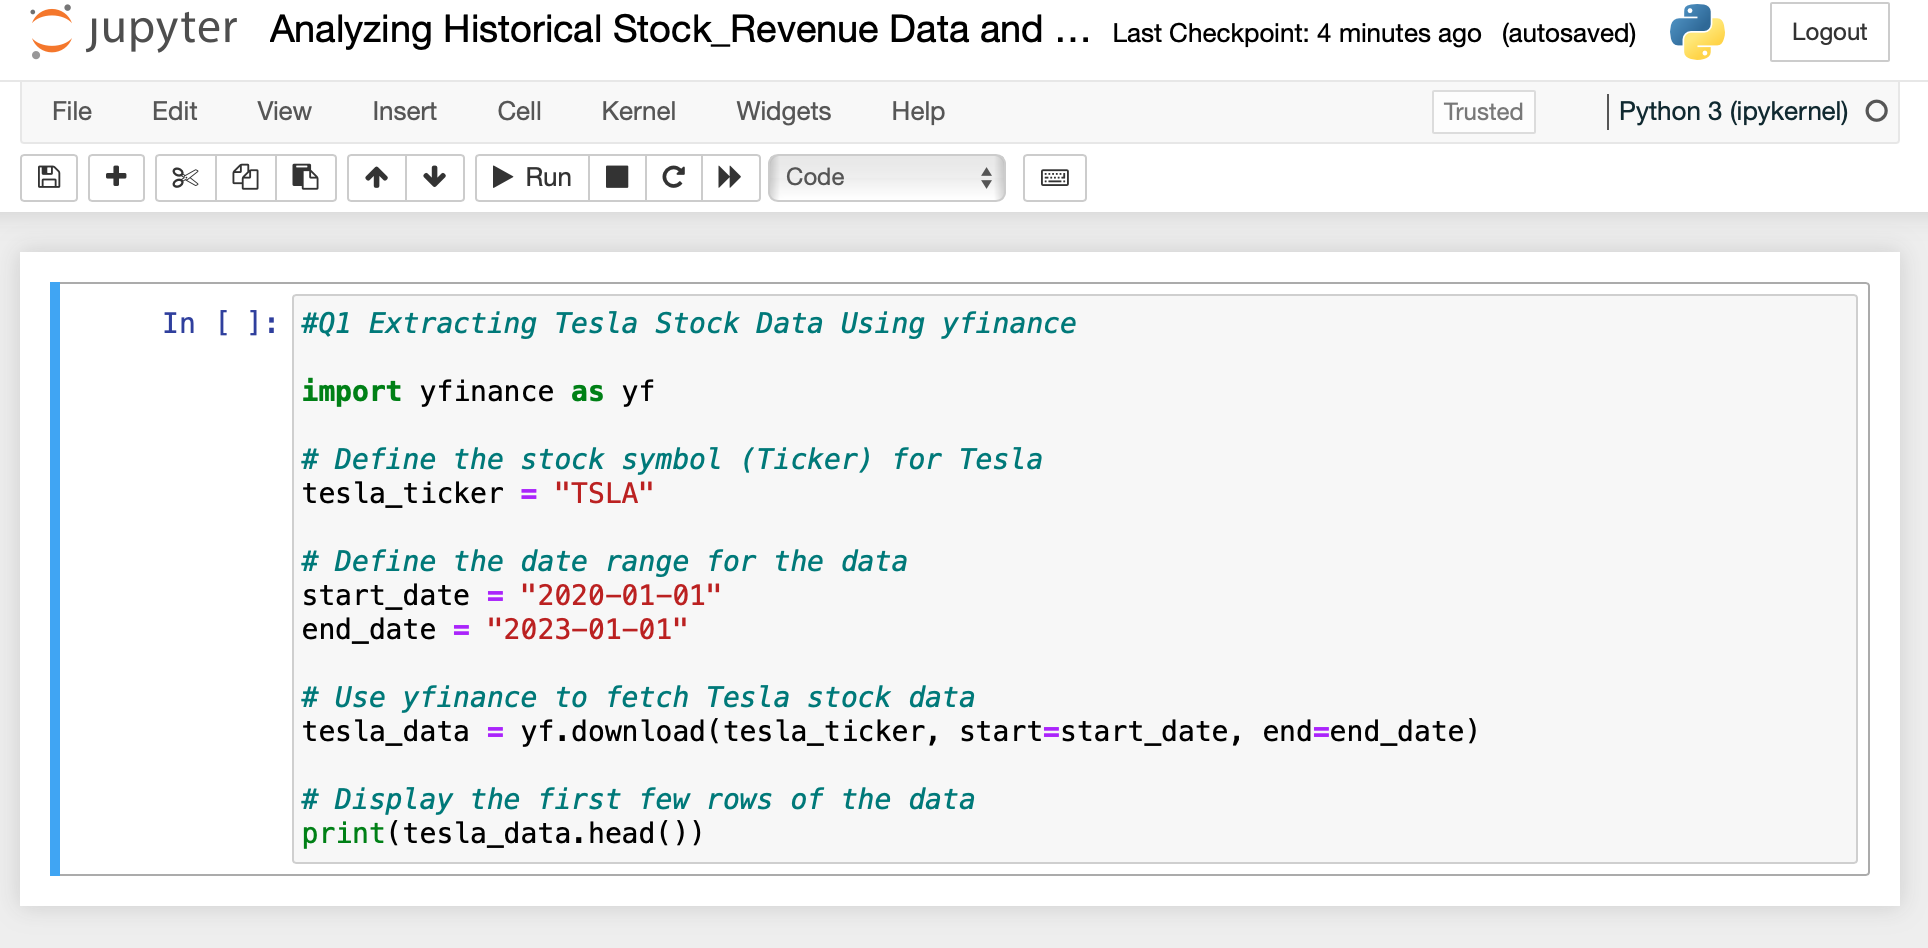 jupyter Analyzing Historical Stock_Revenue Data and ... Last Checkpoint: 4 minutes ago (autosaved) Logout
File Edit View Insert Cell Kernel Widgets Help Trusted Python 3 (ipykernel)
Run Code
In [ ]: #Q1 Extracting Tesla Stock Data Using yfinance
import yfinance as yf
# Define the stock symbol (Ticker) for Tesla
tesla_ticker = "TSLA"
# Define the date range for the data
start_date = "2020-01-01"
end_date = "2023-01-01"
# Use yfinance to fetch Tesla stock data
tesla_data = yf.download(tesla_ticker, start=start_date, end=end_date)
# Display the first few rows of the data
print(tesla_data.head())